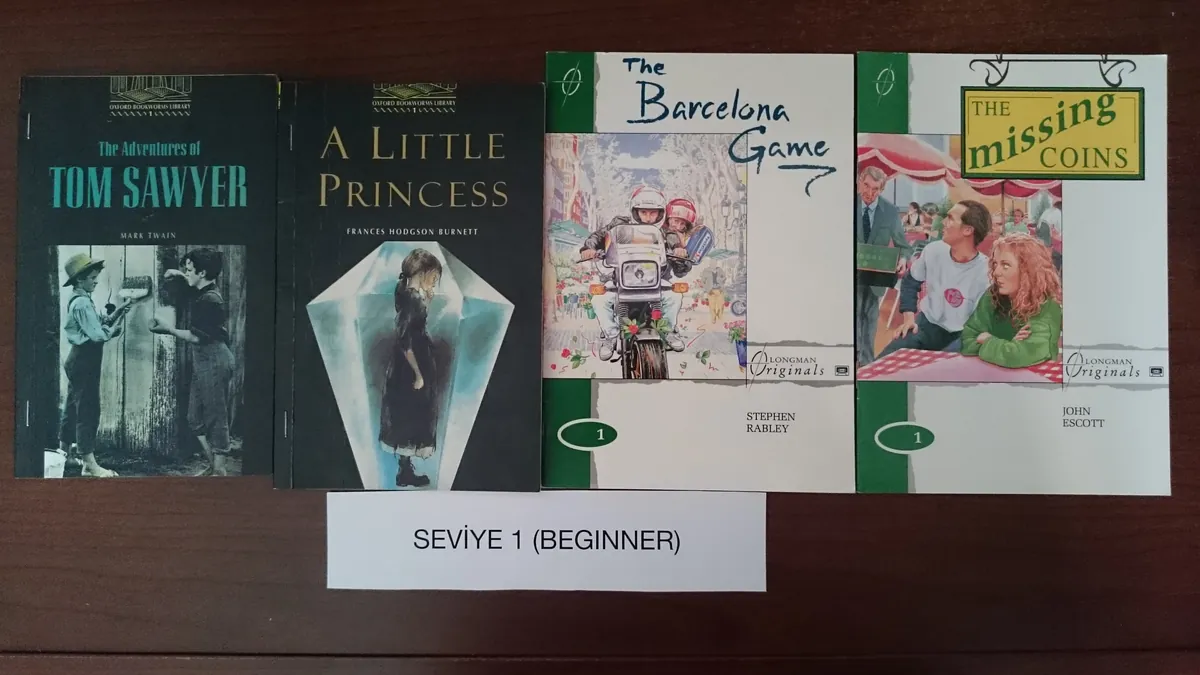 OXFORD BOOKWORMS LIBRARY
1
The Adventures of
TOM SAWYER
MARK TWAIN
OXFORD BOOKWORMS LIBRARY
1
A LITTLE
PRINCESS
FRANCES HODGSON BURNETT
The
Barcelona
Game
LONGMAN
Originals
1
STEPHEN
RABLEY
THE
missing
COINS
LONGMAN
Originals
1
JOHN
ESCOTT
SEVİYE 1 (BEGINNER)